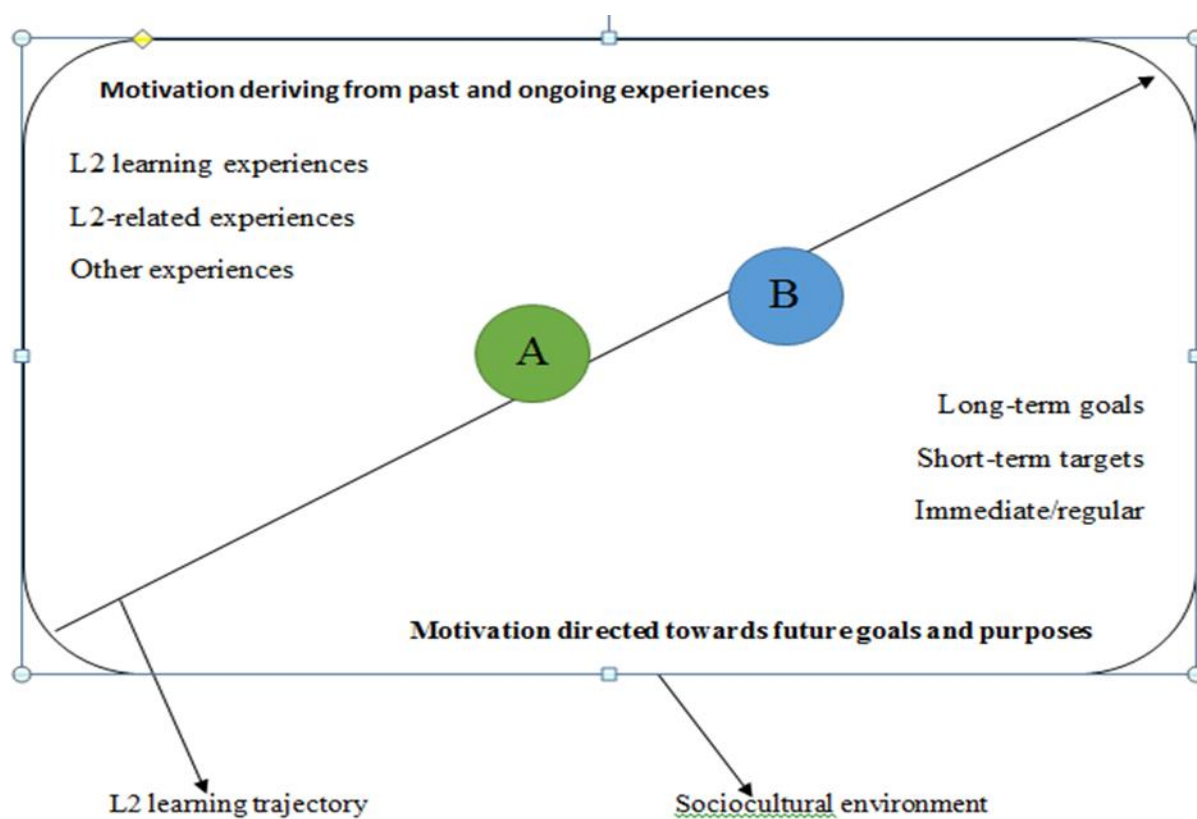 Motivation deriving from past and ongoing experiences
L2 learning experiences
L2-related experiences
Other experiences
B
A
Long-term goals
Short-term targets
Immediate/regular
Motivation directed towards future goals and purposes
L2 learning trajectory
Sociocultural environment